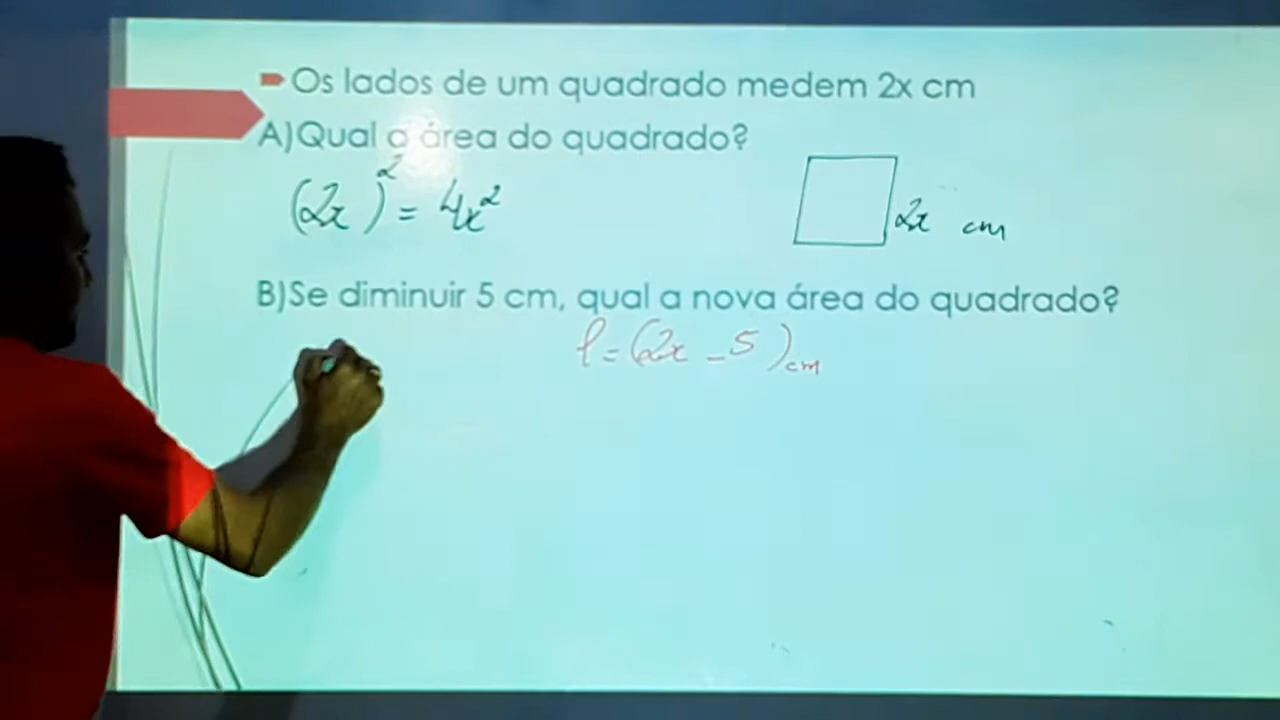 Os lados de um quadrado medem 2x cm
A)Qual a área do quadrado?
(2x)² = 4x²
2x cm
B)Se diminuir 5 cm, qual a nova área do quadrado?
l = (2x - 5)cm